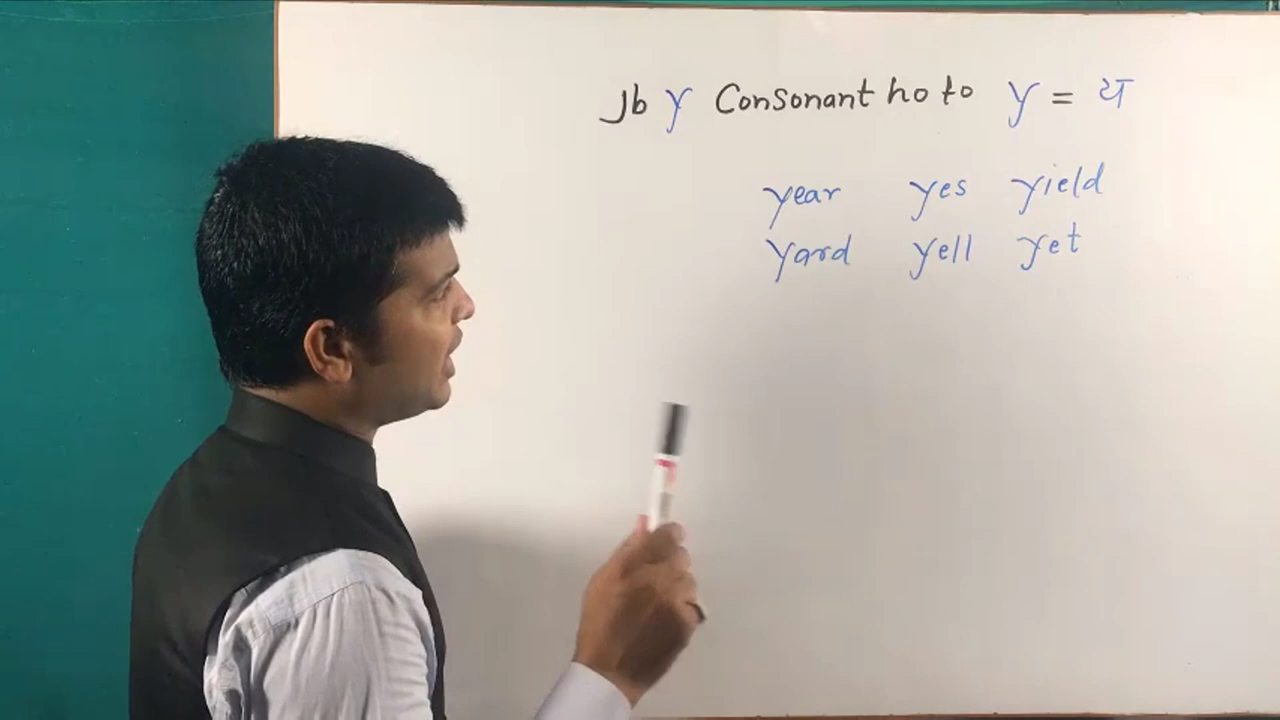 Jb y Consonant ho to y = य
year yes yield
yard yell yet